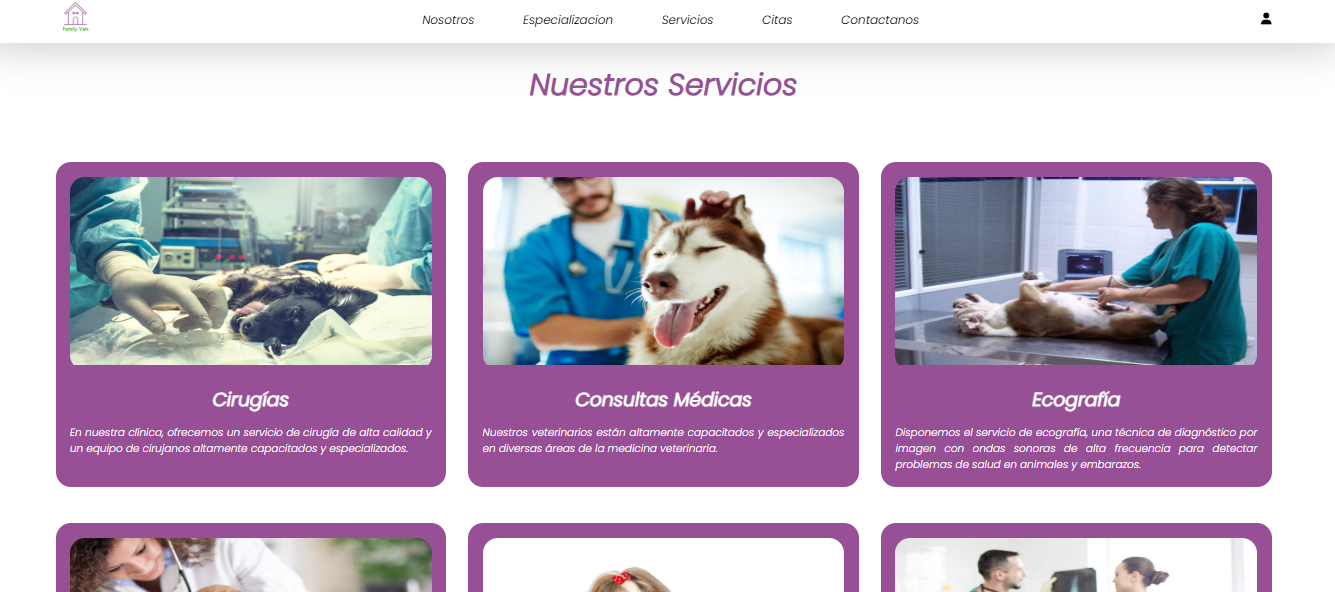 Family Vets
Nosotros Especializacion Servicios Citas Contactanos
Nuestros Servicios
Cirugías
En nuestra clínica, ofrecemos un servicio de cirugía de alta calidad y
un equipo de cirujanos altamente capacitados y especializados.
Consultas Médicas
Nuestros veterinarios están altamente capacitados y especializados
en diversas áreas de la medicina veterinaria.
Ecografía
Disponemos el servicio de ecografía, una técnica de diagnóstico por
imagen con ondas sonoras de alta frecuencia para detectar
problemas de salud en animales y embarazos.